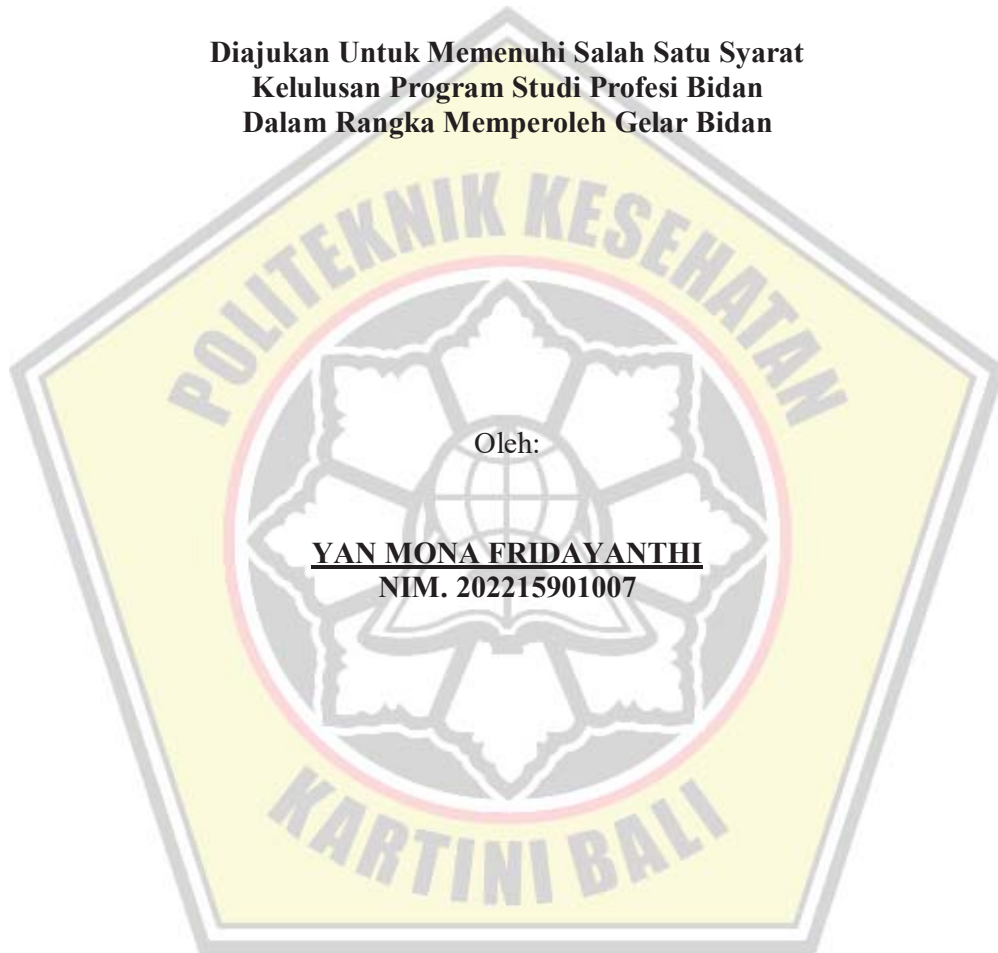 Diajukan Untuk Memenuhi Salah Satu Syarat
Kelulusan Program Studi Profesi Bidan
Dalam Rangka Memperoleh Gelar Bidan
POLITEKNIK KESEHATAN
Oleh:
YAN MONA FRIDAYANTHI
NIM. 202215901007
KARTINI BALI